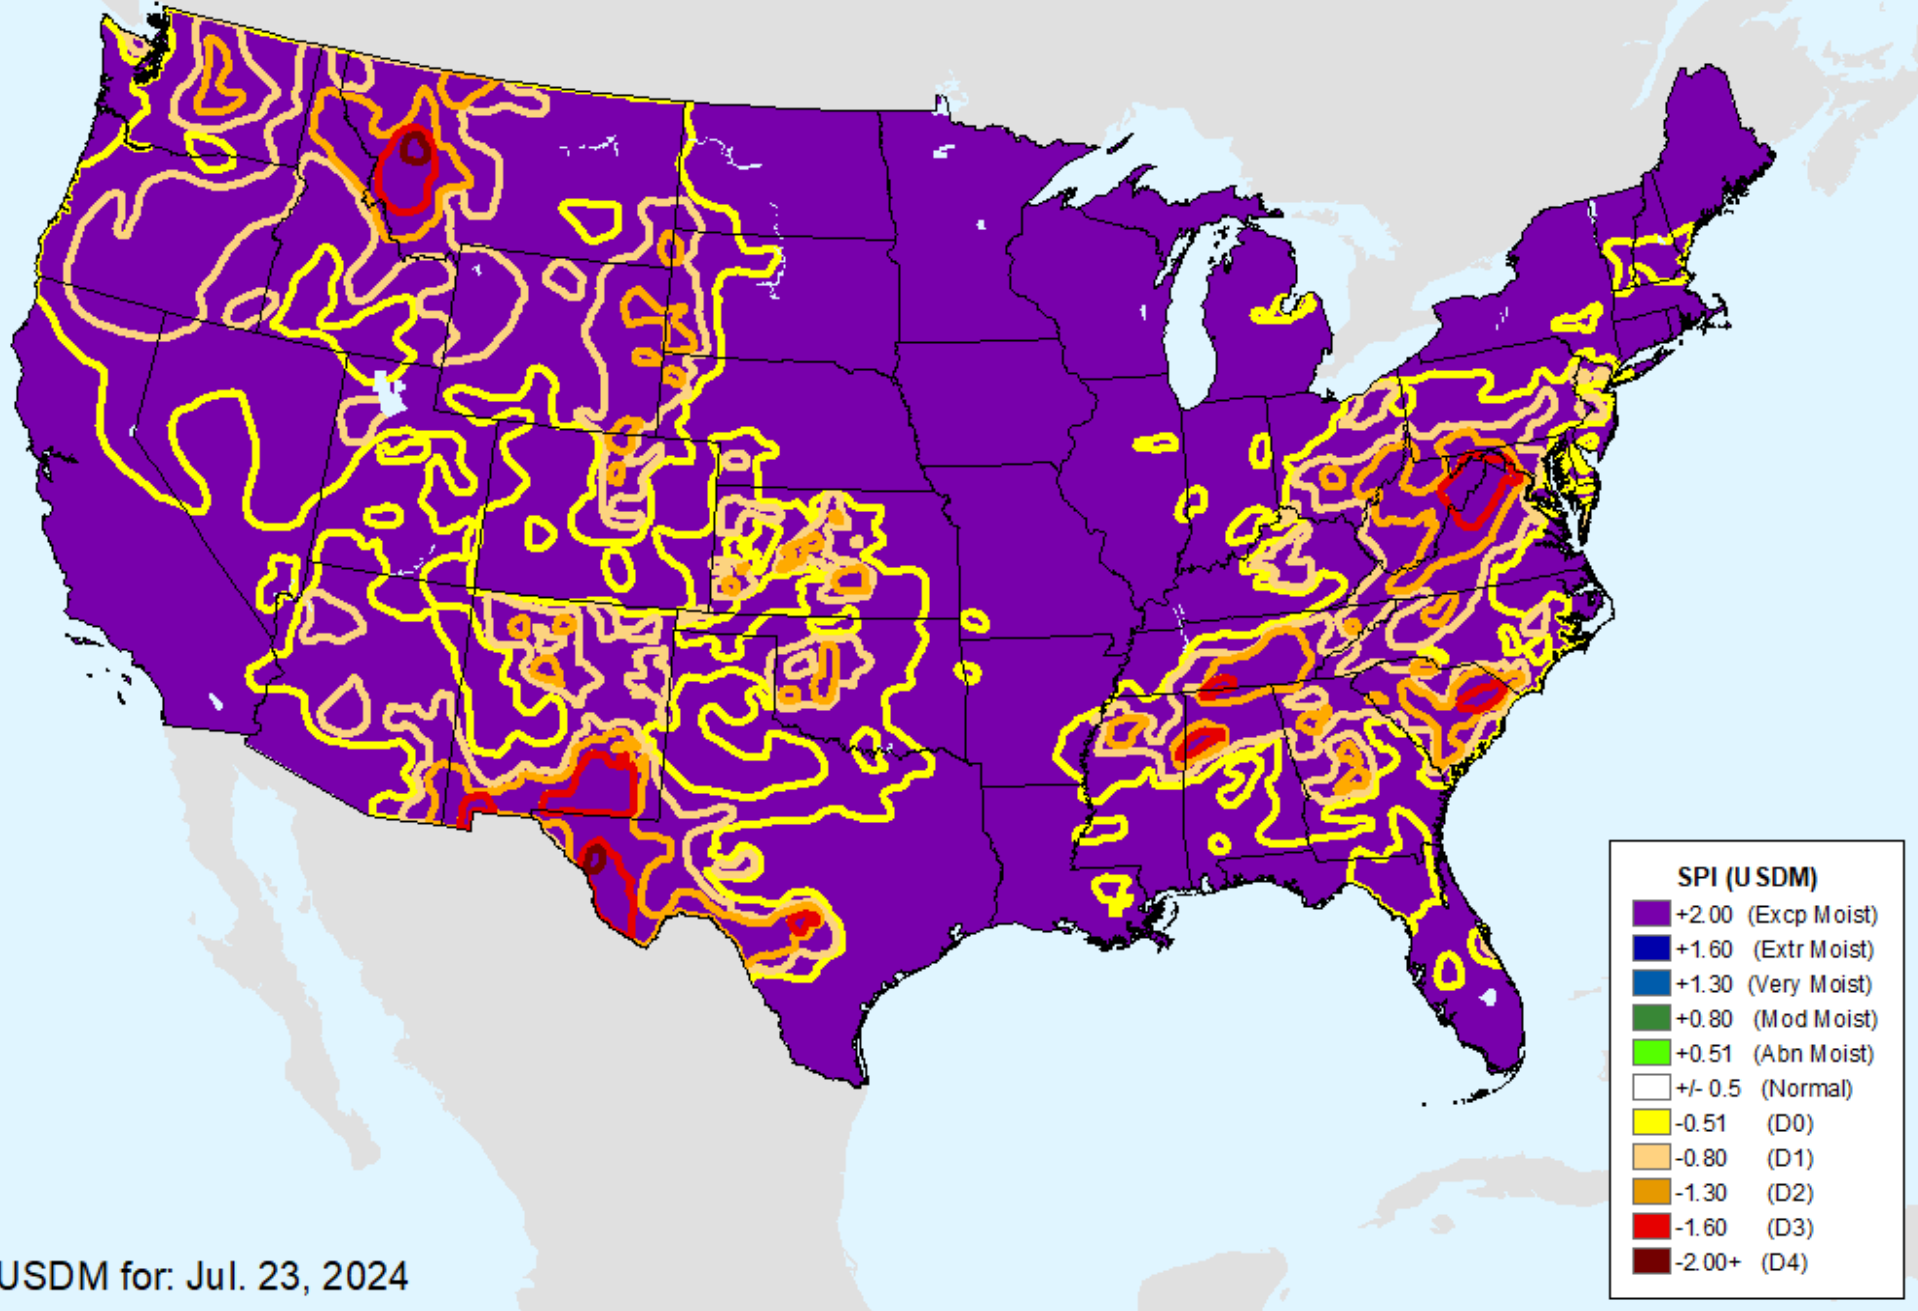 SPI (USDM)
+2.00 (Excp Moist)
+1.60 (Extr Moist)
+1.30 (Very Moist)
+0.80 (Mod Moist)
+0.51 (Abn Moist)
+/- 0.5 (Normal)
-0.51 (D0)
-0.80 (D1)
-1.30 (D2)
-1.60 (D3)
-2.00+ (D4)
USDM for: Jul. 23, 2024